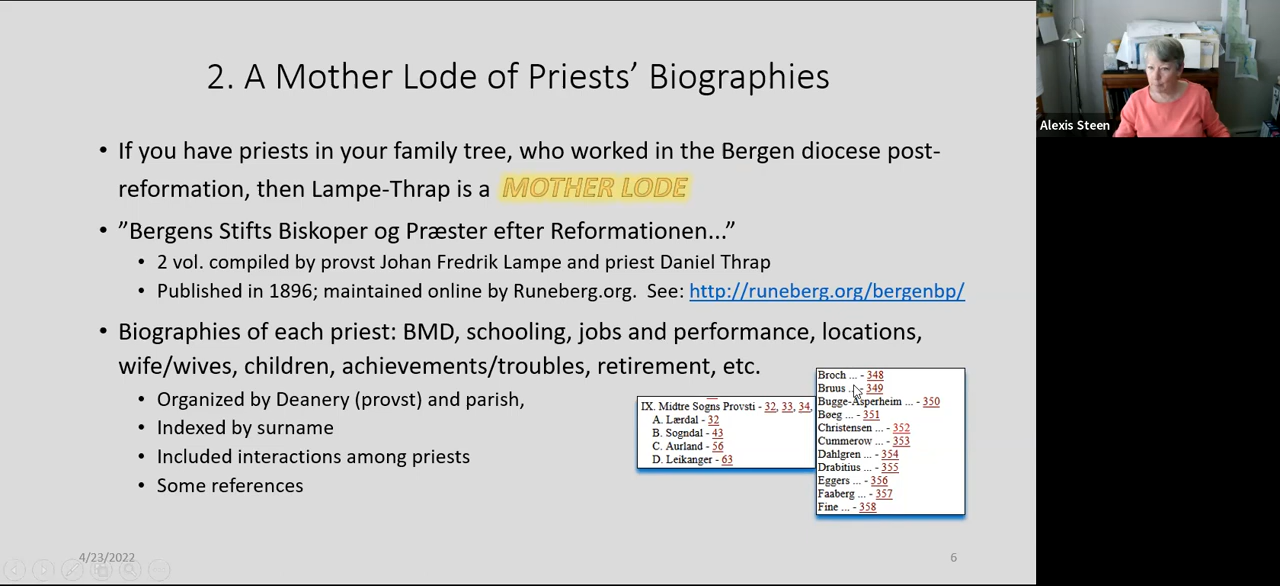 2. A Mother Lode of Priests’ Biographies
• If you have priests in your family tree, who worked in the Bergen diocese post-
reformation, then Lampe-Thrap is a MOTHER LODE
• ”Bergens Stifts Biskoper og Præster efter Reformationen...”
• 2 vol. compiled by provst Johan Fredrik Lampe and priest Daniel Thrap
• Published in 1896; maintained online by Runeberg.org. See: http://runeberg.org/bergenbp/
• Biographies of each priest: BMD, schooling, jobs and performance, locations,
wife/wives, children, achievements/troubles, retirement, etc.
• Organized by Deanery (provst) and parish,
• Indexed by surname
• Included interactions among priests
• Some references
IX. Midtre Sogns Provsti - 32, 33, 34,
A. Lærdal - 32
B. Sogndal - 43
C. Aurland - 56
D. Leikanger - 63
Broch ... - 348
Bruus ... - 349
Bugge-Asperheim ... - 350
Bøeg ... - 351
Christensen ... - 352
Cummerow ... - 353
Dahlgren ... - 354
Drabitius ... - 355
Eggers ... - 356
Faaberg ... - 357
Fine ... - 358
4/23/2022
6
Alexis Steen